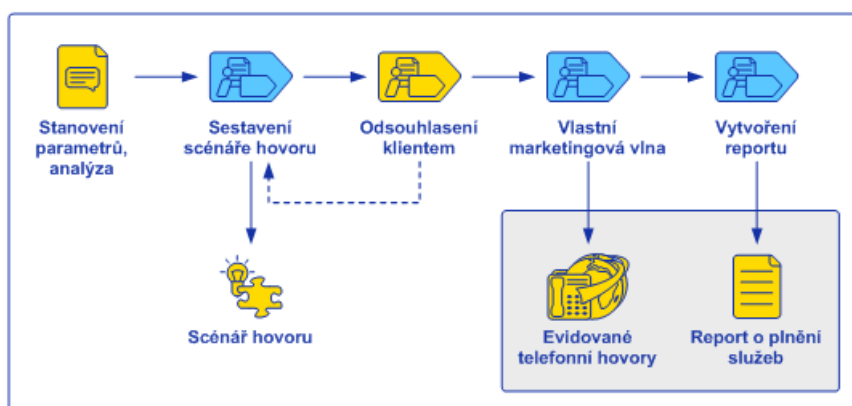 Stanovení
parametrů,
analýza
Sestavení
scénáře hovoru
Odsouhlasení
klientem
Vlastní
marketingová vlna
Vytvoření
reportu
Scénář hovoru
Evidované
telefonní hovory
Report o plnění
služeb